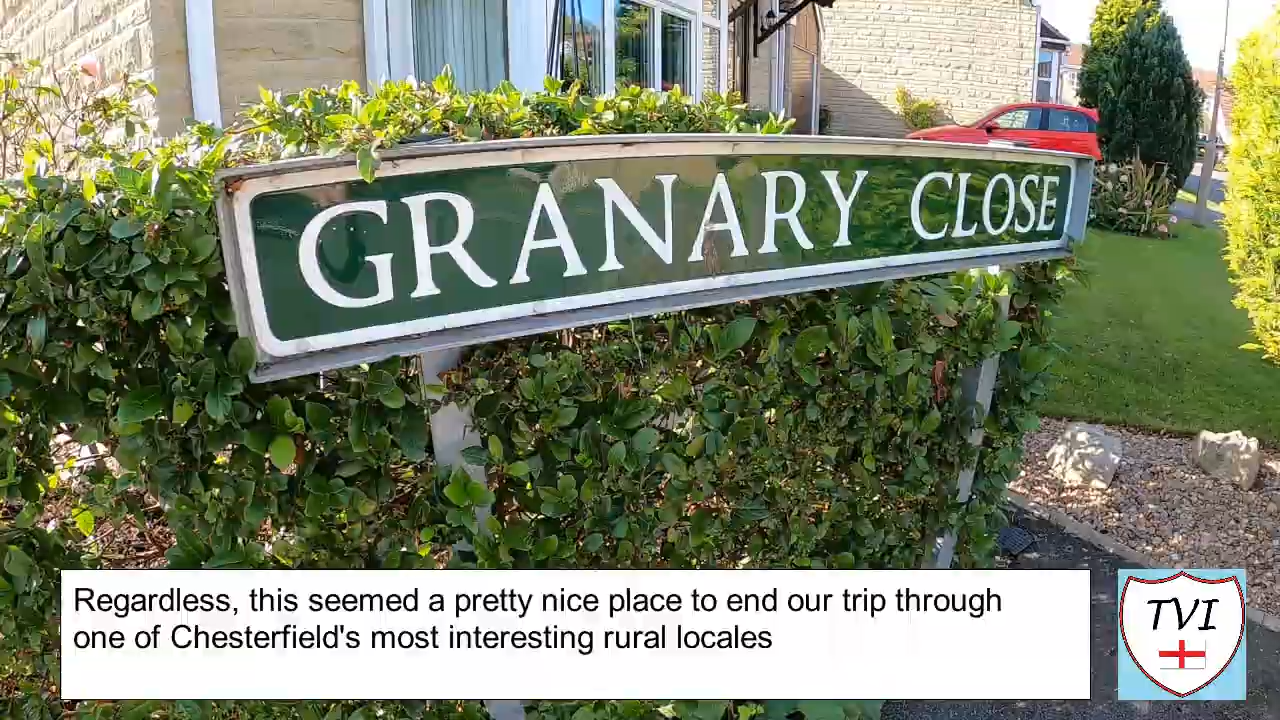 GRANARY CLOSE
Regardless, this seemed a pretty nice place to end our trip through
one of Chesterfield's most interesting rural locales
TVI